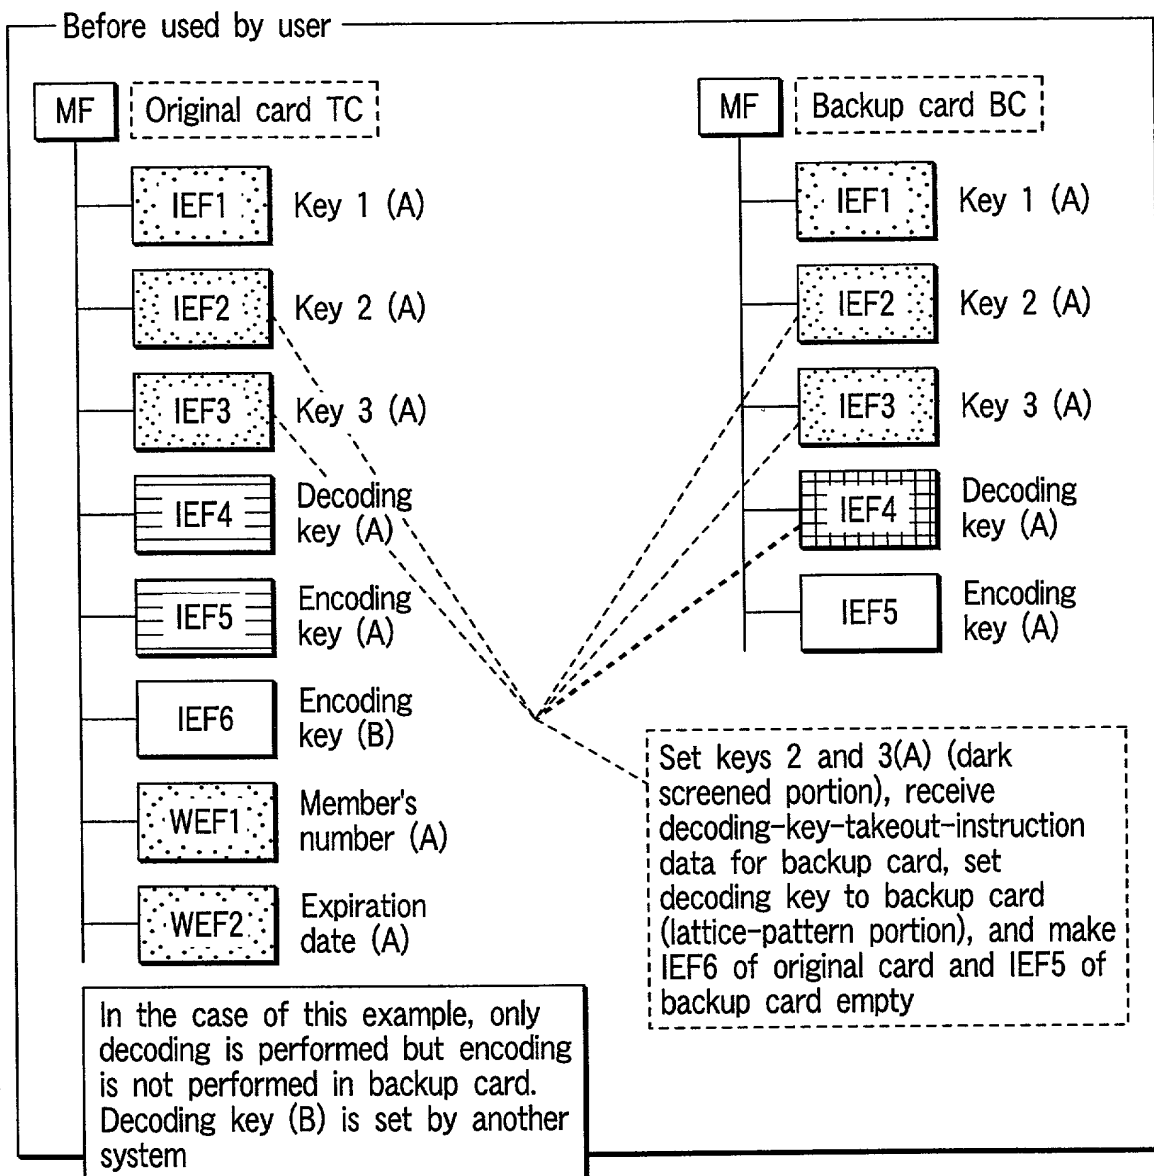 Before used by user
MF
Original card TC
IEF1
Key 1 (A)
IEF2
Key 2 (A)
IEF3
Key 3 (A)
IEF4
Decoding
key (A)
IEF5
Encoding
key (A)
IEF6
Encoding
key (B)
WEF1
Member's
number (A)
WEF2
Expiration
date (A)
MF
Backup card BC
IEF1
Key 1 (A)
IEF2
Key 2 (A)
IEF3
Key 3 (A)
IEF4
Decoding
key (A)
IEF5
Encoding
key (A)
Set keys 2 and 3(A) (dark
screened portion), receive
decoding-key-takeout-instruction
data for backup card, set
decoding key to backup card
(lattice-pattern portion), and make
IEF6 of original card and IEF5 of
backup card empty
In the case of this example, only
decoding is performed but encoding
is not performed in backup card.
Decoding key (B) is set by another
system